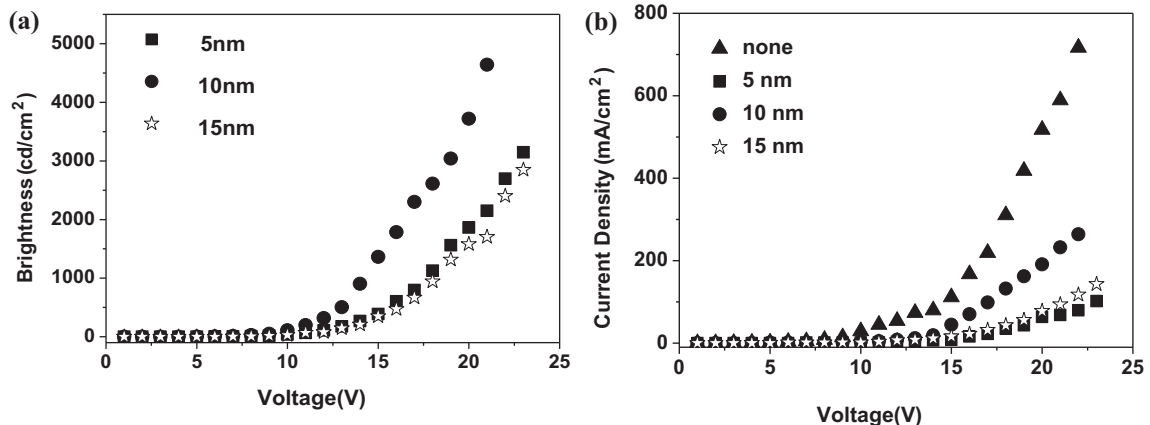 (a)
5nm
10nm
15nm
5000
4000
3000
2000
1000
0
Brightness (cd/cm²)
0 5 10 15 20 25
Voltage(V)
(b)
none
5 nm
10 nm
15 nm
800
600
400
200
0
Current Density (mA/cm²)
0 5 10 15 20 25
Voltage(V)